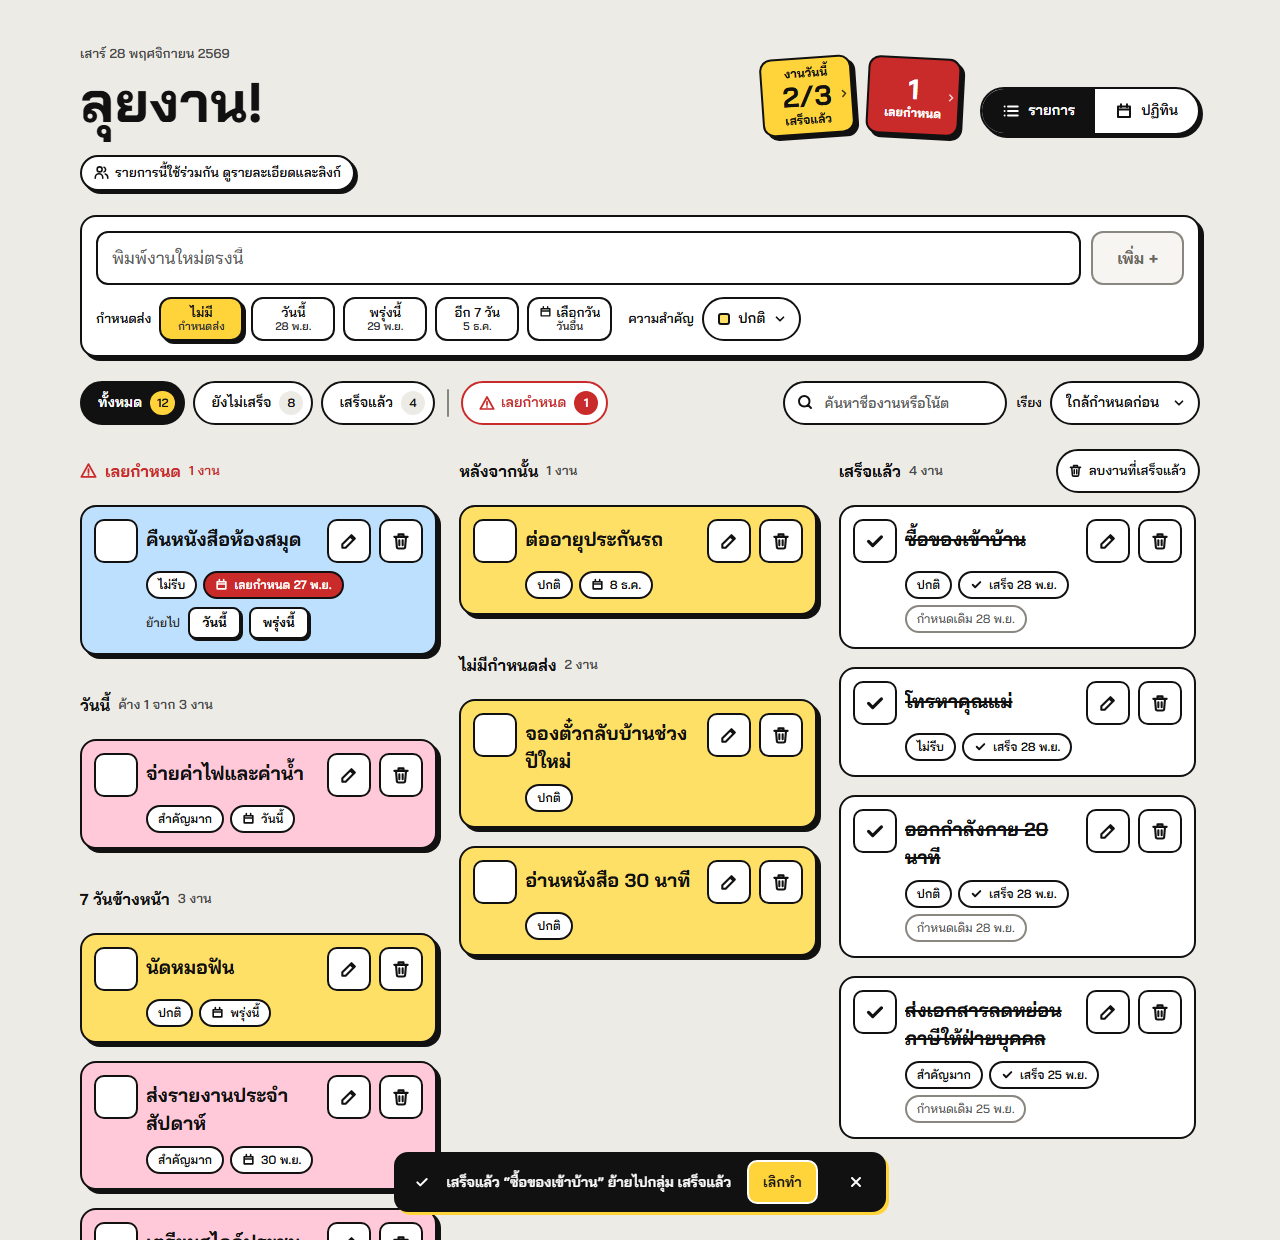 เสาร์ 28 พฤศจิกายน 2569
ลุยงาน!
งานวันนี้
2/3
เสร็จแล้ว
1
เลยกำหนด
รายการ
ปฏิทิน
รายการนี้ใช้ร่วมกัน ดูรายละเอียดและลิงก์
พิมพ์งานใหม่ตรงนี้
เพิ่ม +
กำหนดส่ง
ไม่มี
กำหนดส่ง
วันนี้
28 พ.ย.
พรุ่งนี้
29 พ.ย.
อีก 7 วัน
5 ธ.ค.
เลือกวัน
วันอื่น
ความสำคัญ
ปกติ
ทั้งหมด 12
ยังไม่เสร็จ 8
เสร็จแล้ว 4
เลยกำหนด 1
ค้นหาชื่องานหรือโน้ต
เรียง
ใกล้กำหนดก่อน
เลยกำหนด 1 งาน
คืนหนังสือห้องสมุด
ไม่รีบ
เลยกำหนด 27 พ.ย.
ย้ายไป
วันนี้
พรุ่งนี้
วันนี้ ค้าง 1 จาก 3 งาน
จ่ายค่าไฟและค่าน้ำ
สำคัญมาก
วันนี้
7 วันข้างหน้า 3 งาน
นัดหมอฟัน
ปกติ
พรุ่งนี้
ส่งรายงานประจำ
สัปดาห์
สำคัญมาก
30 พ.ย.
หลังจากนั้น 1 งาน
ต่ออายุประกันรถ
ปกติ
8 ธ.ค.
ไม่มีกำหนดส่ง 2 งาน
จองตั๋วกลับบ้านช่วง
ปีใหม่
ปกติ
อ่านหนังสือ 30 นาที
ปกติ
เสร็จแล้ว 4 งาน
ลบงานที่เสร็จแล้ว
ซื้อของเข้าบ้าน
ปกติ
เสร็จ 28 พ.ย.
กำหนดเดิม 28 พ.ย.
โทรหาคุณแม่
ไม่รีบ
เสร็จ 28 พ.ย.
ออกกำลังกาย 20
นาที
ปกติ
เสร็จ 28 พ.ย.
กำหนดเดิม 28 พ.ย.
ส่งเอกสารลดหย่อน
ภาษีให้ฝ่ายบุคคล
สำคัญมาก
เสร็จ 25 พ.ย.
กำหนดเดิม 25 พ.ย.
เสร็จแล้ว “ซื้อของเข้าบ้าน” ย้ายไปกลุ่ม เสร็จแล้ว
เลิกทำ